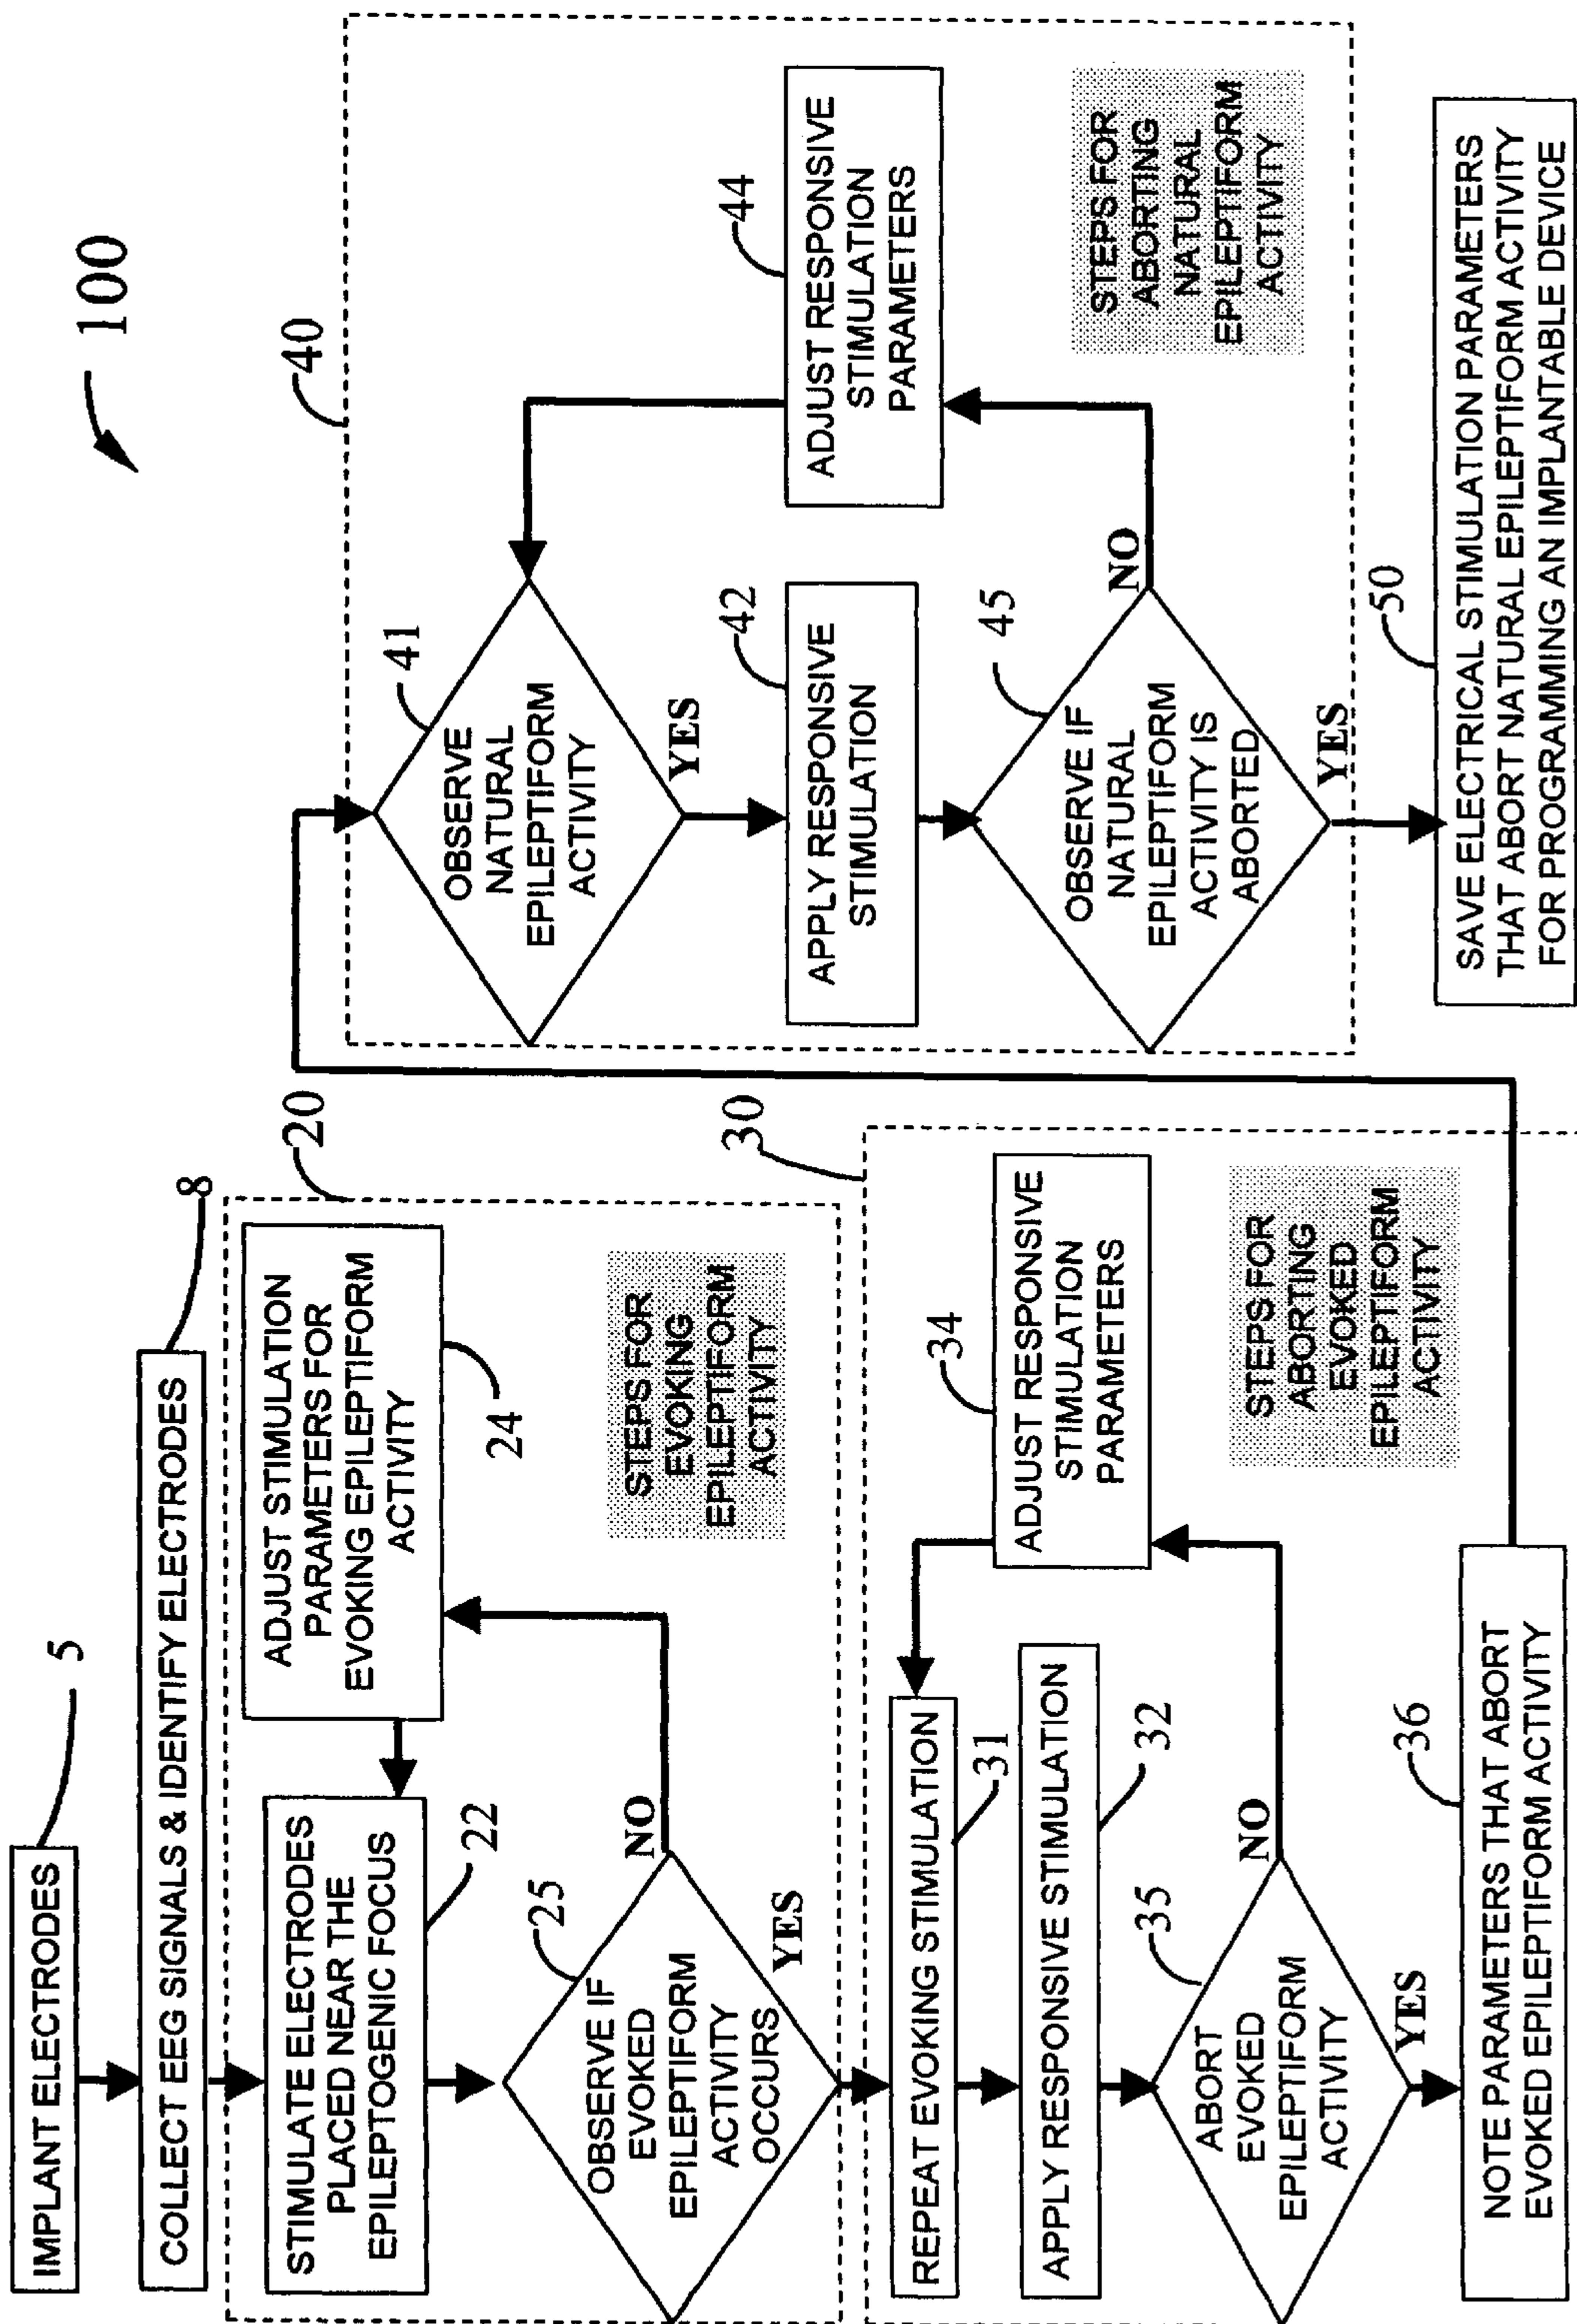 100
IMPLANT ELECTRODES
5
COLLECT EEG SIGNALS & IDENTIFY ELECTRODES
8
20
STIMULATE ELECTRODES
PLACED NEAR THE
EPILEPTOGENIC FOCUS
22
ADJUST STIMULATION
PARAMETERS FOR
EVOKING EPILEPTIFORM
ACTIVITY
24
OBSERVE IF
EVOKED
EPILEPTIFORM
ACTIVITY
OCCURS
25
NO
YES
STEPS FOR
EVOKING
EPILEPTIFORM
ACTIVITY
30
REPEAT EVOKING STIMULATION
31
APPLY RESPONSIVE STIMULATION
32
ADJUST RESPONSIVE
STIMULATION
PARAMETERS
34
ABORT
EVOKED
EPILEPTIFORM
ACTIVITY
35
NO
YES
STEPS FOR
ABORTING
EVOKED
EPILEPTIFORM
ACTIVITY
NOTE PARAMETERS THAT ABORT
EVOKED EPILEPTIFORM ACTIVITY
36
40
OBSERVE
NATURAL
EPILEPTIFORM
ACTIVITY
41
YES
APPLY RESPONSIVE
STIMULATION
42
ADJUST RESPONSIVE
STIMULATION
PARAMETERS
44
OBSERVE IF
NATURAL
EPILEPTIFORM
ACTIVITY IS
ABORTED
45
NO
YES
STEPS FOR
ABORTING
NATURAL
EPILEPTIFORM
ACTIVITY
50
SAVE ELECTRICAL STIMULATION PARAMETERS
THAT ABORT NATURAL EPILEPTIFORM ACTIVITY
FOR PROGRAMMING AN IMPLANTABLE DEVICE